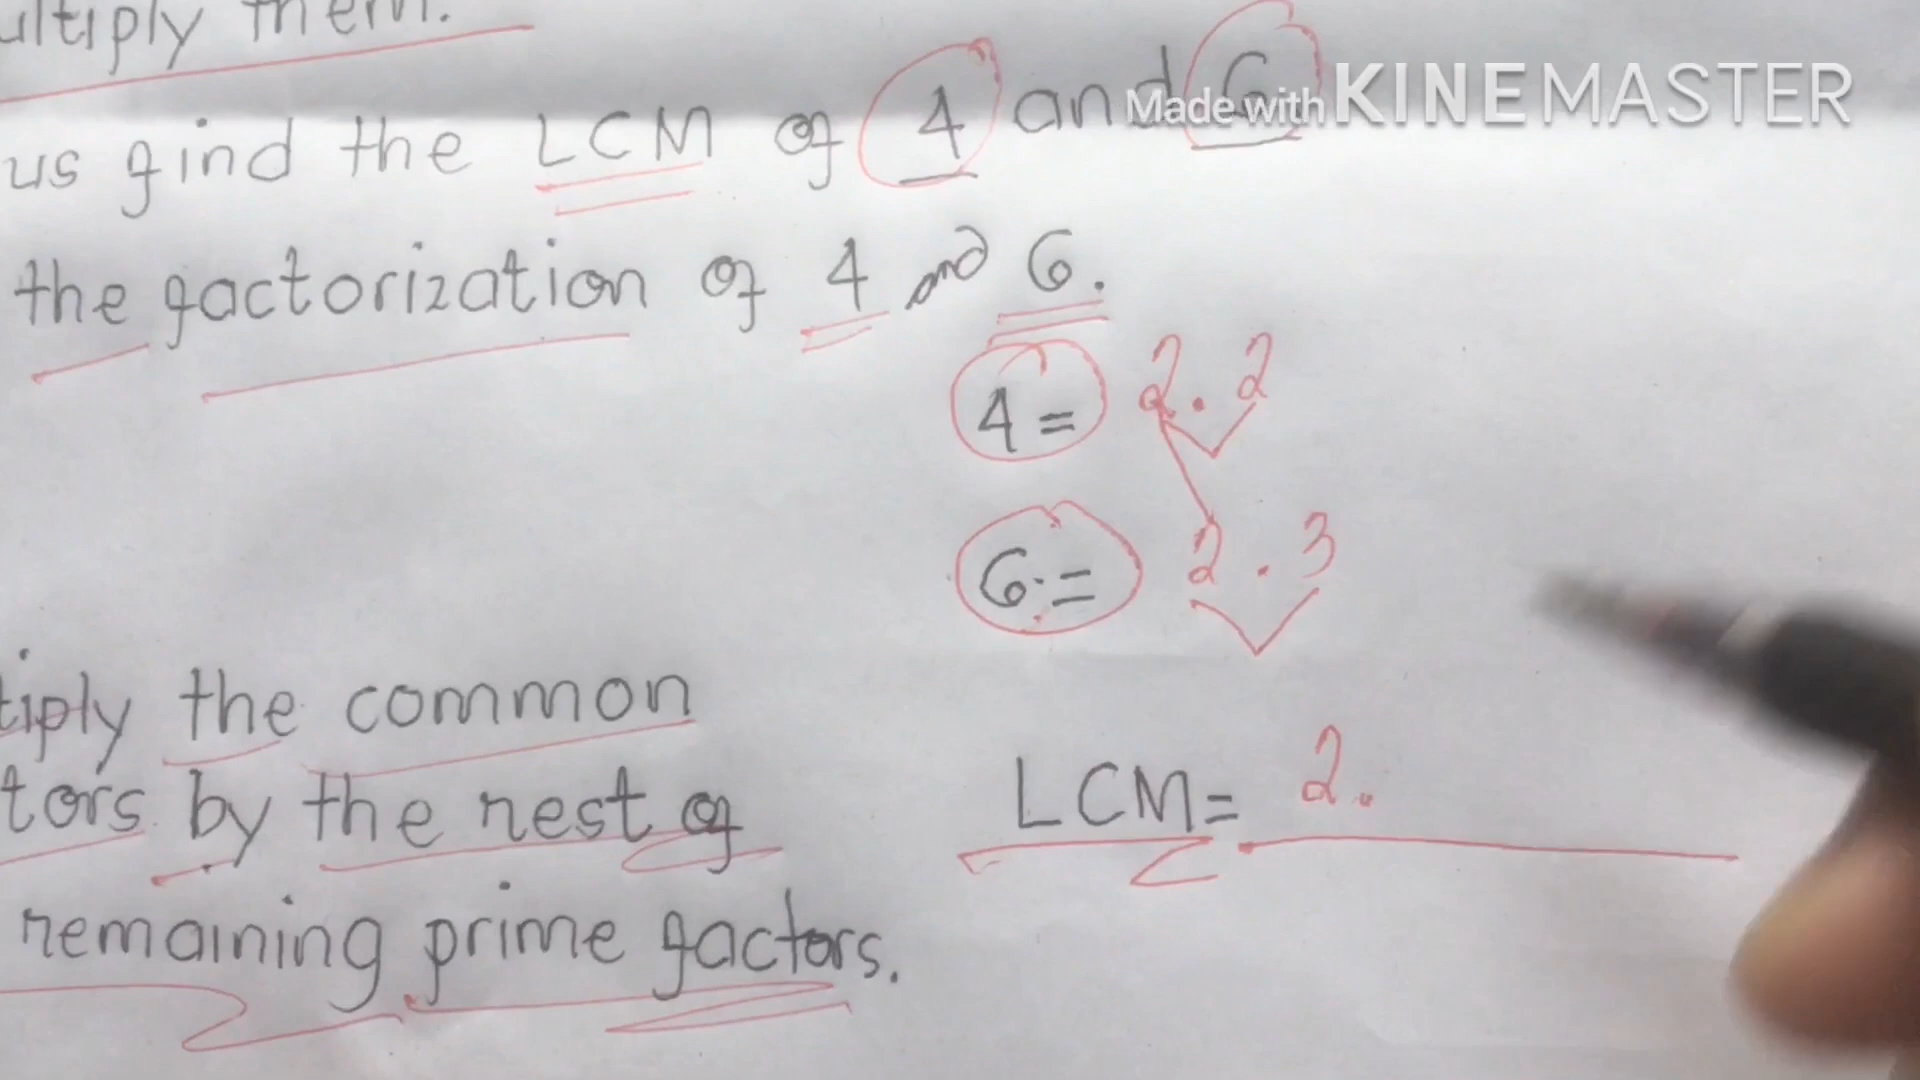 ultiply them.
us find the LCM of 4 and 6
Made with KINEMASTER
the factorization of 4 and 6.
4 = 2 . 2
6 = 2 . 3
tiply the common
tors by the rest of
LCM = 2.
remaining prime factors.